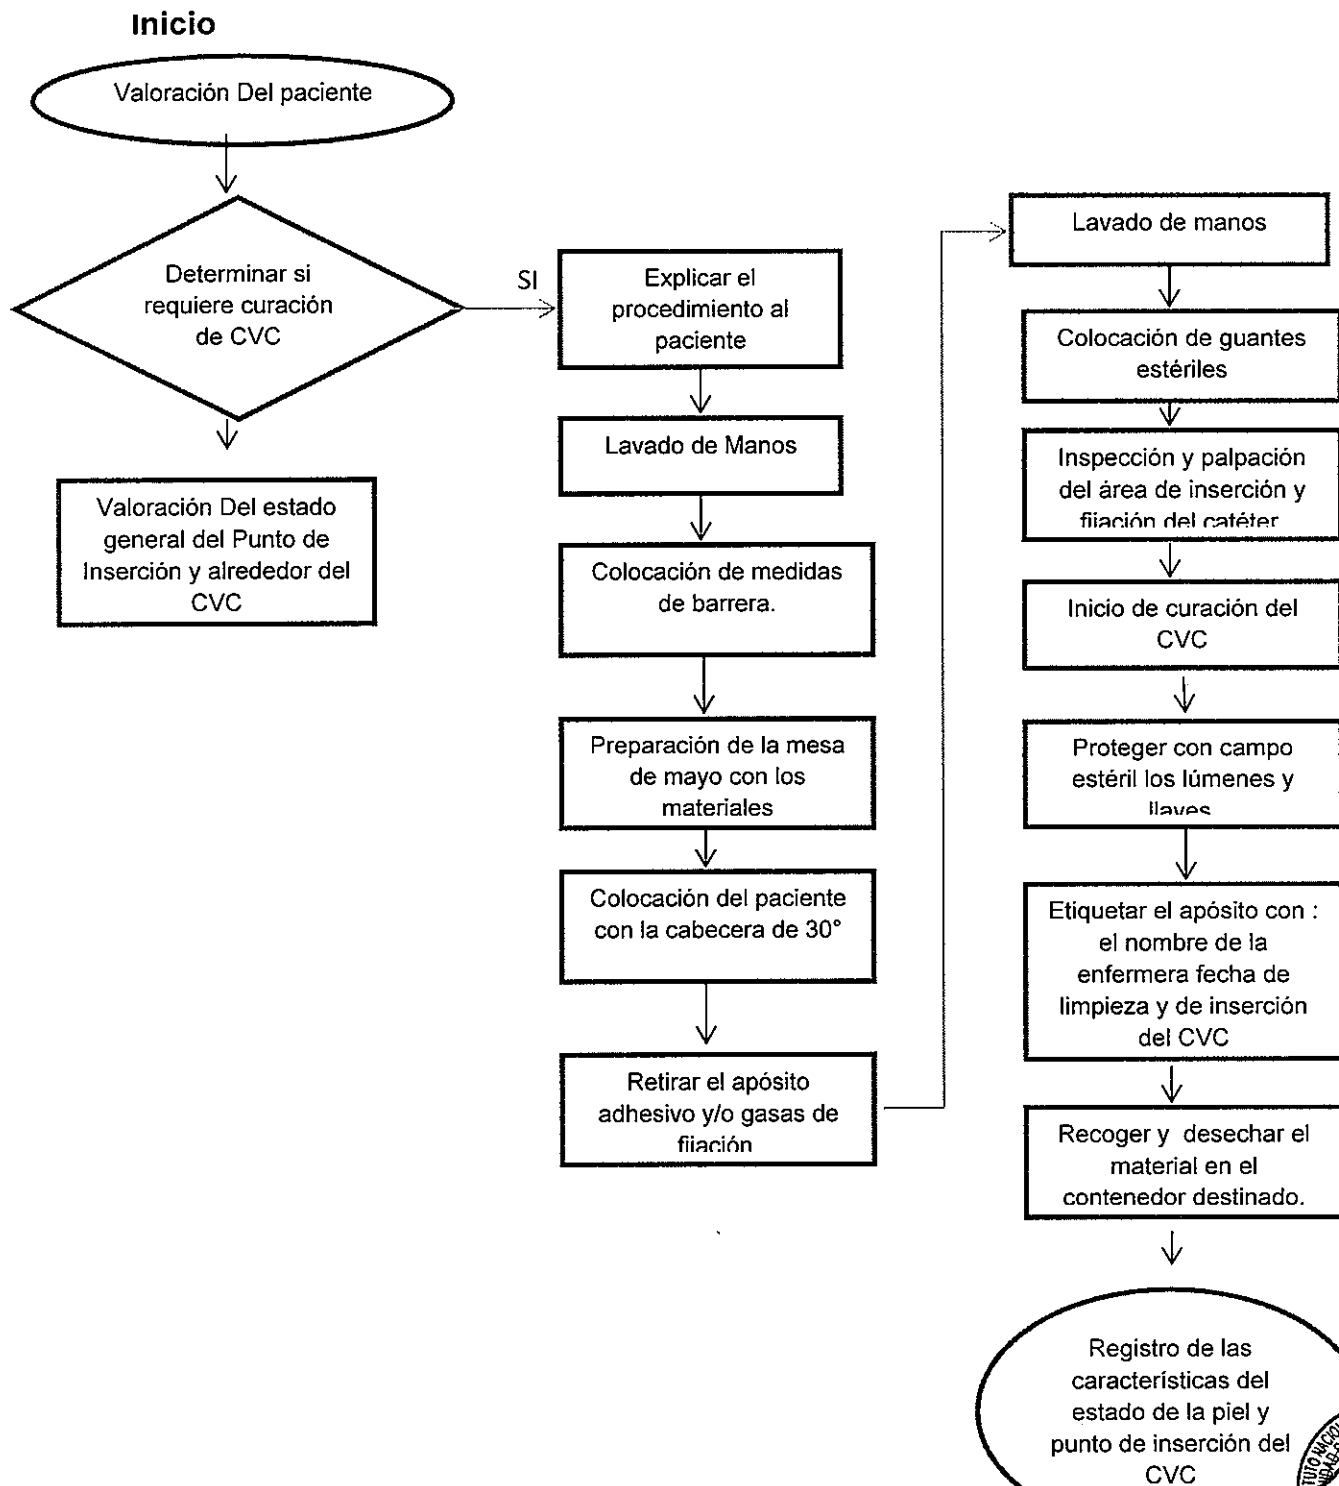 Inicio
Valoración Del paciente
Determinar si
requiere curación
de CVC
SI
Valoración Del estado
general del Punto de
Inserción y alrededor del
CVC
Explicar el
procedimiento al
paciente
Lavado de Manos
Colocación de medidas
de barrera.
Preparación de la mesa
de mayo con los
materiales
Colocación del paciente
con la cabecera de 30°
Retirar el apósito
adhesivo y/o gasas de
fijación
Lavado de manos
Colocación de guantes
estériles
Inspección y palpación
del área de inserción y
fijación del catéter
Inicio de curación del
CVC
Proteger con campo
estéril los lúmenes y
llaves
Etiquetar el apósito con :
el nombre de la
enfermera fecha de
limpieza y de inserción
del CVC
Recoger y desechar el
material en el
contenedor destinado.
Registro de las
características del
estado de la piel y
punto de inserción del
CVC